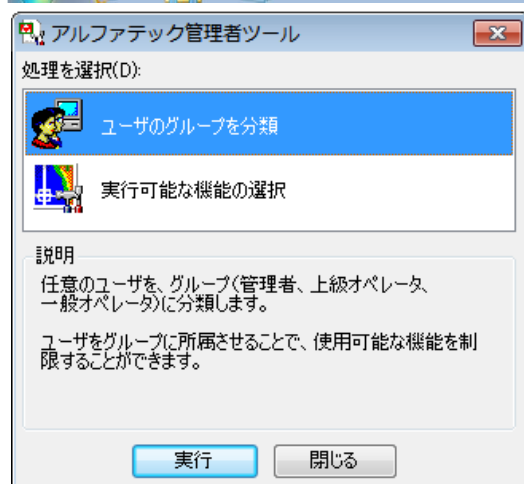 アルファテック管理者ツール
処理を選択(D):
ユーザのグループを分類
実行可能な機能の選択
説明
任意のユーザを、グループ(管理者、上級オペレータ、
一般オペレータ)に分類します。
ユーザをグループに所属させることで、使用可能な機能を制
限することができます。
実行
閉じる